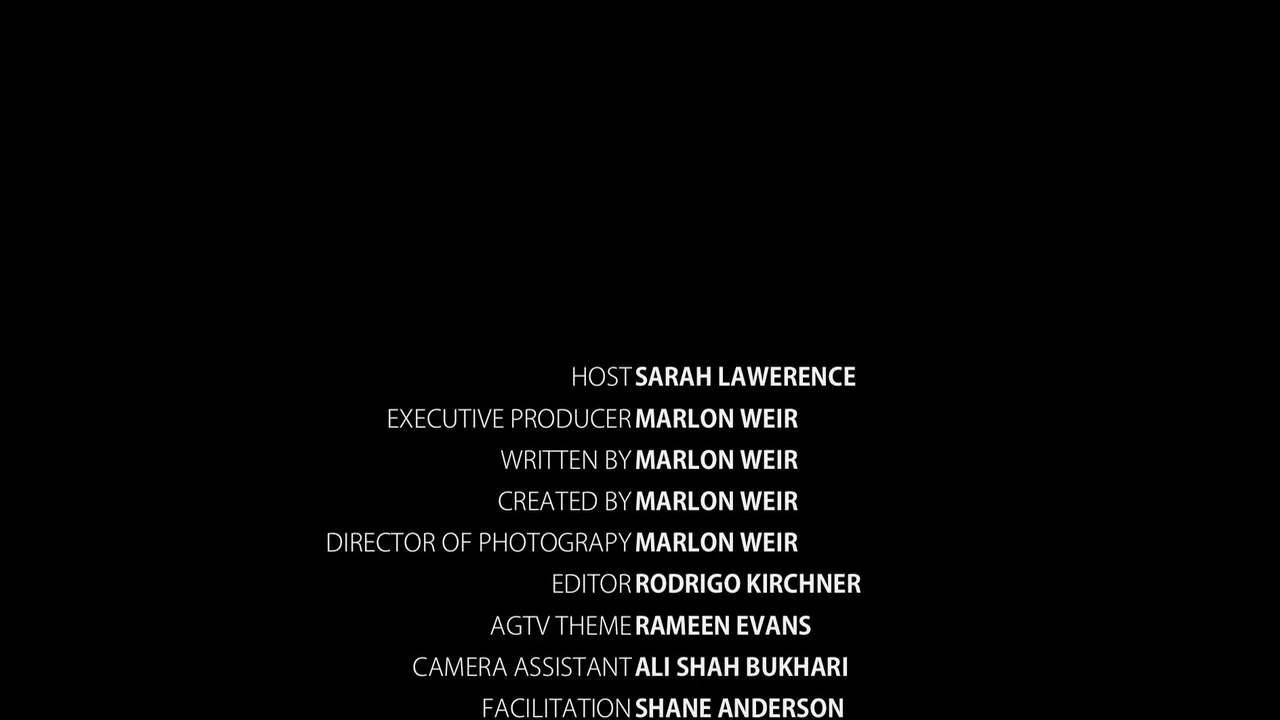 HOST SARAH LAWERENCE
EXECUTIVE PRODUCER MARLON WEIR
WRITTEN BY MARLON WEIR
CREATED BY MARLON WEIR
DIRECTOR OF PHOTOGRAPY MARLON WEIR
EDITOR RODRIGO KIRCHNER
AGTV THEME RAMEEN EVANS
CAMERA ASSISTANT ALI SHAH BUKHARI
FACILITATION SHANE ANDERSON